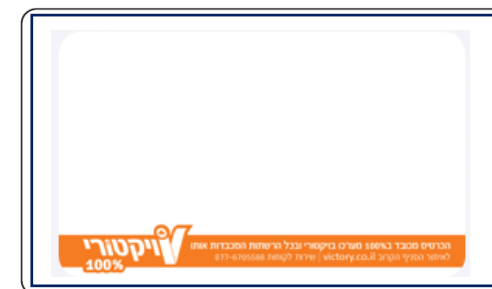 הכרטיס מכובד ב100% מערכו בויקטורי ובכל הרשתות המכבדות אותו
לאיתור הסניף הקרוב victory.co.il | שירות לקוחות 077-6705588
ויקטורי
100%